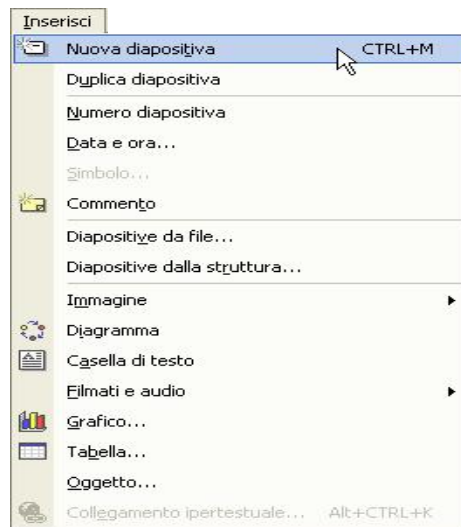 Inserisci
Nuova diapositiva CTRL+M
Duplica diapositiva
Numero diapositiva
Data e ora...
Simbolo...
Commento
Diapositive da file...
Diapositive dalla struttura...
Immagine
Diagramma
Casella di testo
Filmati e audio
Grafico...
Tabella...
Oggetto...
Collegamento ipertestuale... Alt+CTRL+K